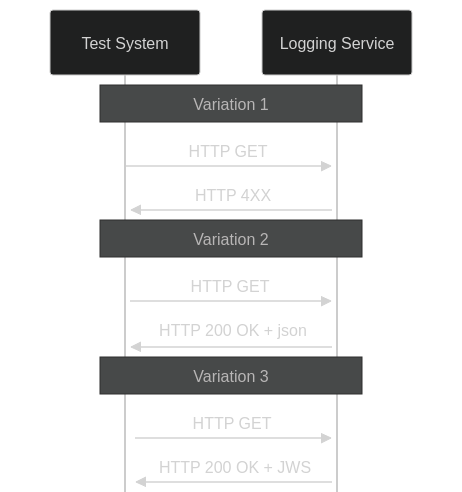 Test System
Logging Service
Variation 1
HTTP GET
HTTP 4XX
Variation 2
HTTP GET
HTTP 200 OK + json
Variation 3
HTTP GET
HTTP 200 OK + JWS